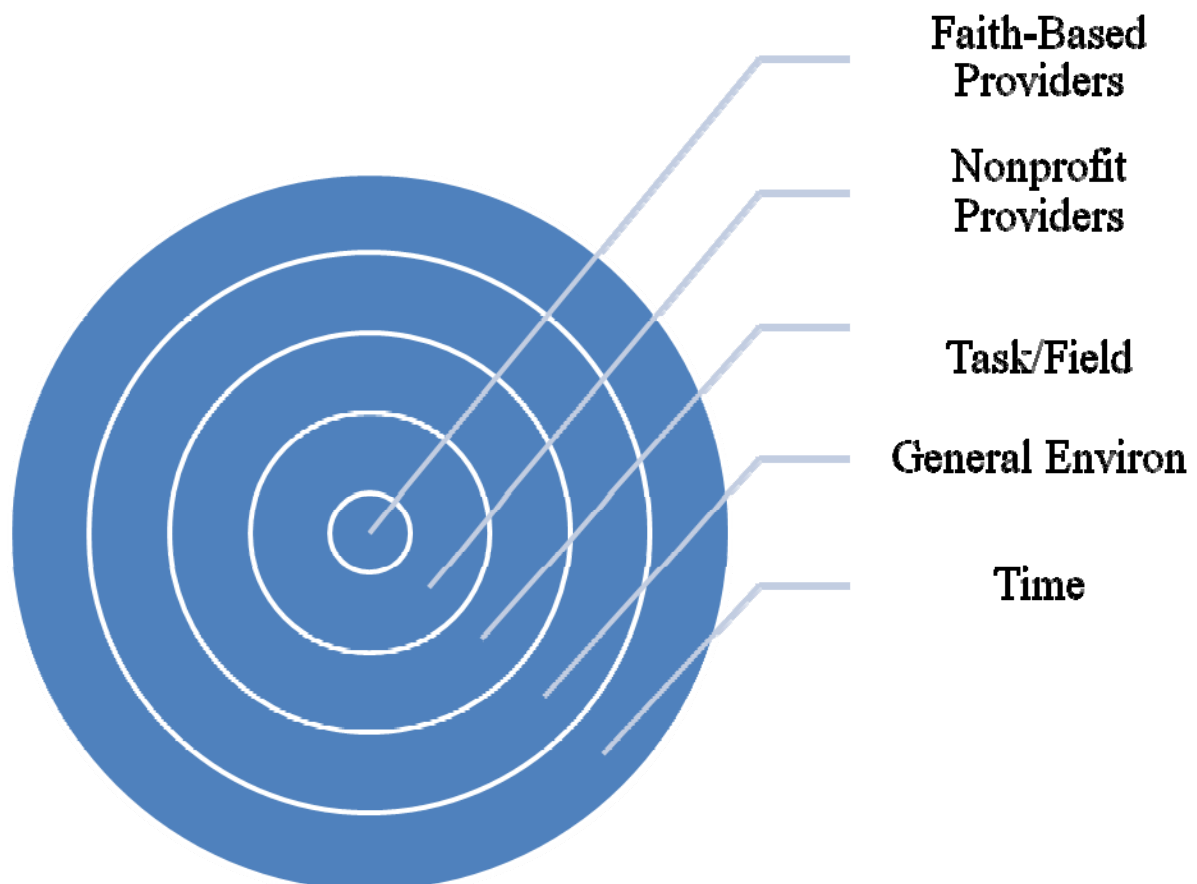 Faith-Based
Providers
Nonprofit
Providers
Task/Field
General Environ
Time